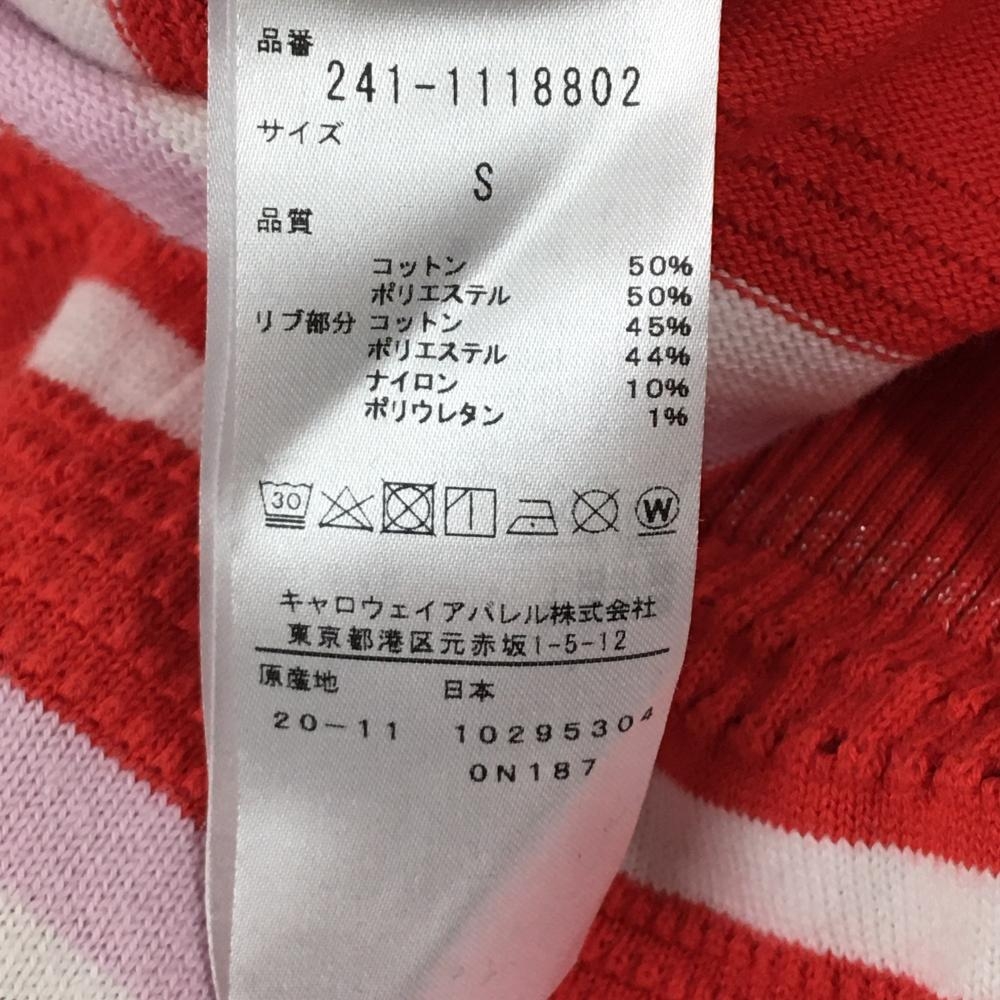 品番
241-1118802
サイズ
S
品質
コットン 50%
ポリエステル 50%
リブ部分 コットン 45%
ポリエステル 44%
ナイロン 10%
ポリウレタン 1%
30 W
キャロウェイアパレル株式会社
東京都港区元赤坂1-5-12
原産地 日本
20-11 10295304
0N187